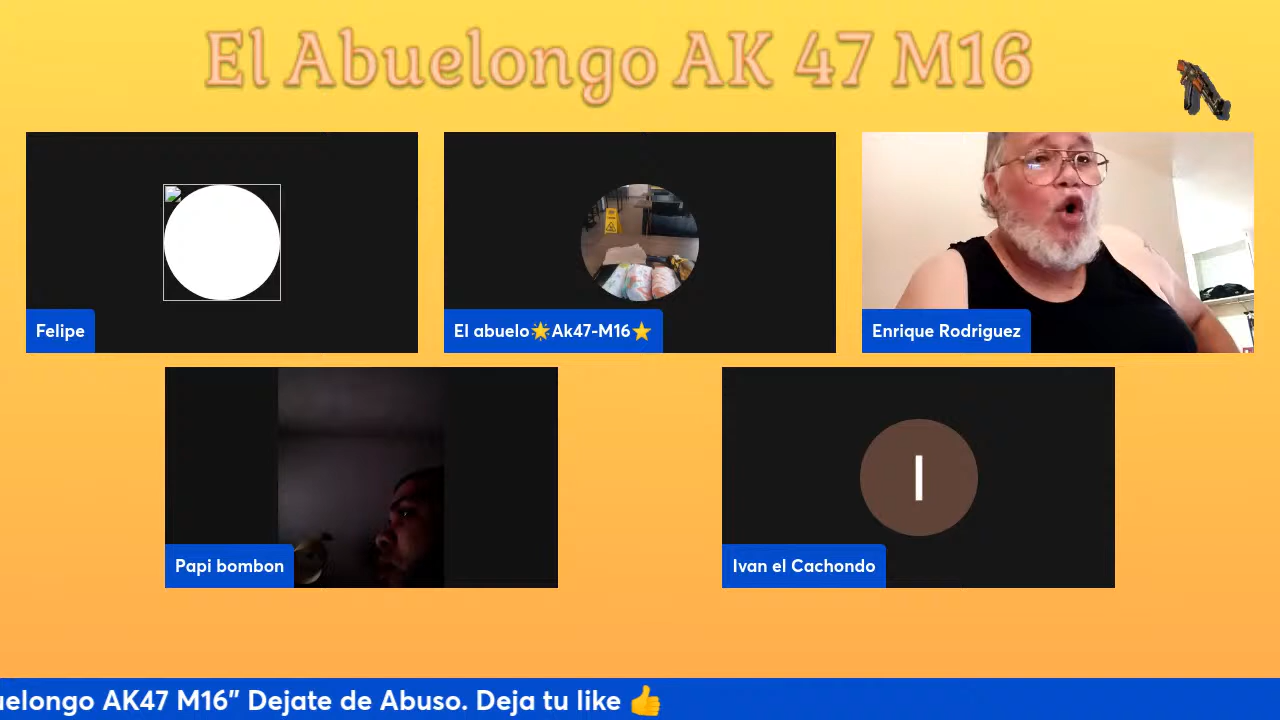 El Abuelongo AK 47 M16
Felipe
El abuelo🌟Ak47-M16⭐
Enrique Rodriguez
Papi bombon
I
Ivan el Cachondo
uelongo AK47 M16" Dejate de Abuso. Deja tu like 👍